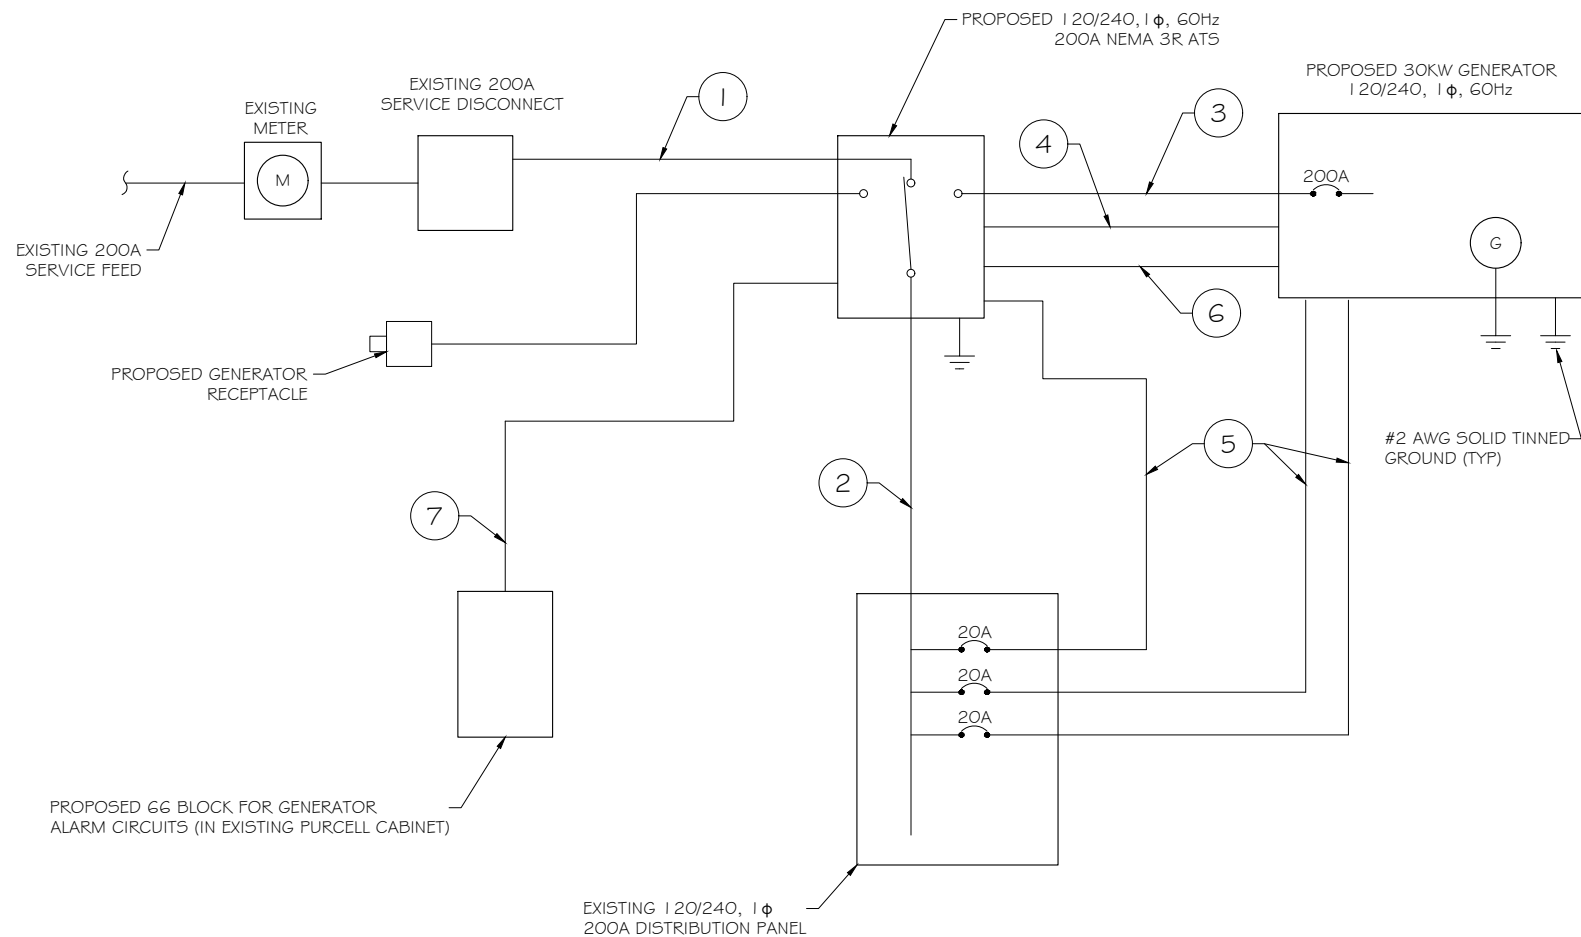 PROPOSED 120/240, 1ϕ, 60Hz
200A NEMA 3R ATS
PROPOSED 30KW GENERATOR
120/240, 1ϕ, 60Hz
EXISTING 200A
SERVICE DISCONNECT
EXISTING
METER
1
3
4
M
200A
G
EXISTING 200A
SERVICE FEED
6
PROPOSED GENERATOR
RECEPTACLE
#2 AWG SOLID TINNED
GROUND (TYP)
5
2
7
20A
20A
20A
PROPOSED 66 BLOCK FOR GENERATOR
ALARM CIRCUITS (IN EXISTING PURCELL CABINET)
EXISTING 120/240, 1ϕ
200A DISTRIBUTION PANEL